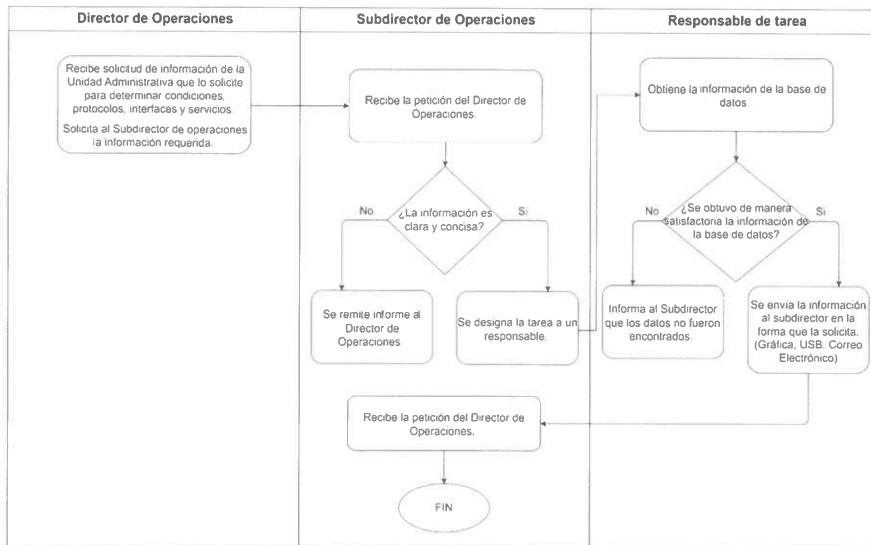 Director de Operaciones
Subdirector de Operaciones
Responsable de tarea
Recibe solicitud de información de la
Unidad Administrativa que lo solicite
para determinar condiciones,
protocolos, interfaces y servicios.
Solicita al Subdirector de operaciones
la información requerida.
Recibe la petición del Director de
Operaciones.
Obtiene la información de la base de
datos.
¿La información es
clara y concisa?
No
Si
¿Se obtuvo de manera
satisfactoria la información de
la base de datos?
No
Si
Se remite informe al
Director de
Operaciones
Se designa la tarea a un
responsable.
Informa al Subdirector
que los datos no fueron
encontrados.
Se envía la información
al subdirector en la
forma que la solicita.
(Gráfica, USB. Correo
Electrónico)
Recibe la petición del Director de
Operaciones.
FIN